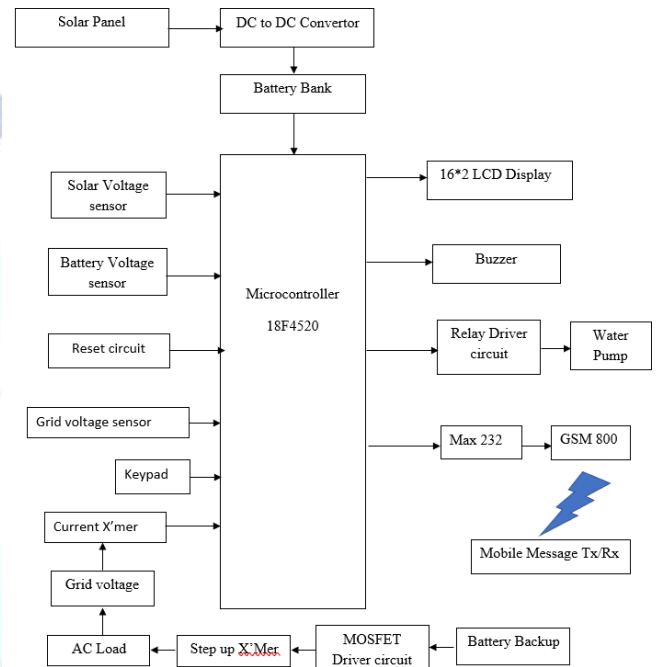 Solar Panel
DC to DC Convertor
Battery Bank
Solar Voltage
sensor
16*2 LCD Display
Battery Voltage
sensor
Buzzer
Microcontroller
18F4520
Reset circuit
Relay Driver
circuit
Water
Pump
Grid voltage sensor
Max 232
GSM 800
Keypad
Current X'mer
Mobile Message Tx/Rx
Grid voltage
AC Load
Step up X'Mer
MOSFET
Driver circuit
Battery Backup